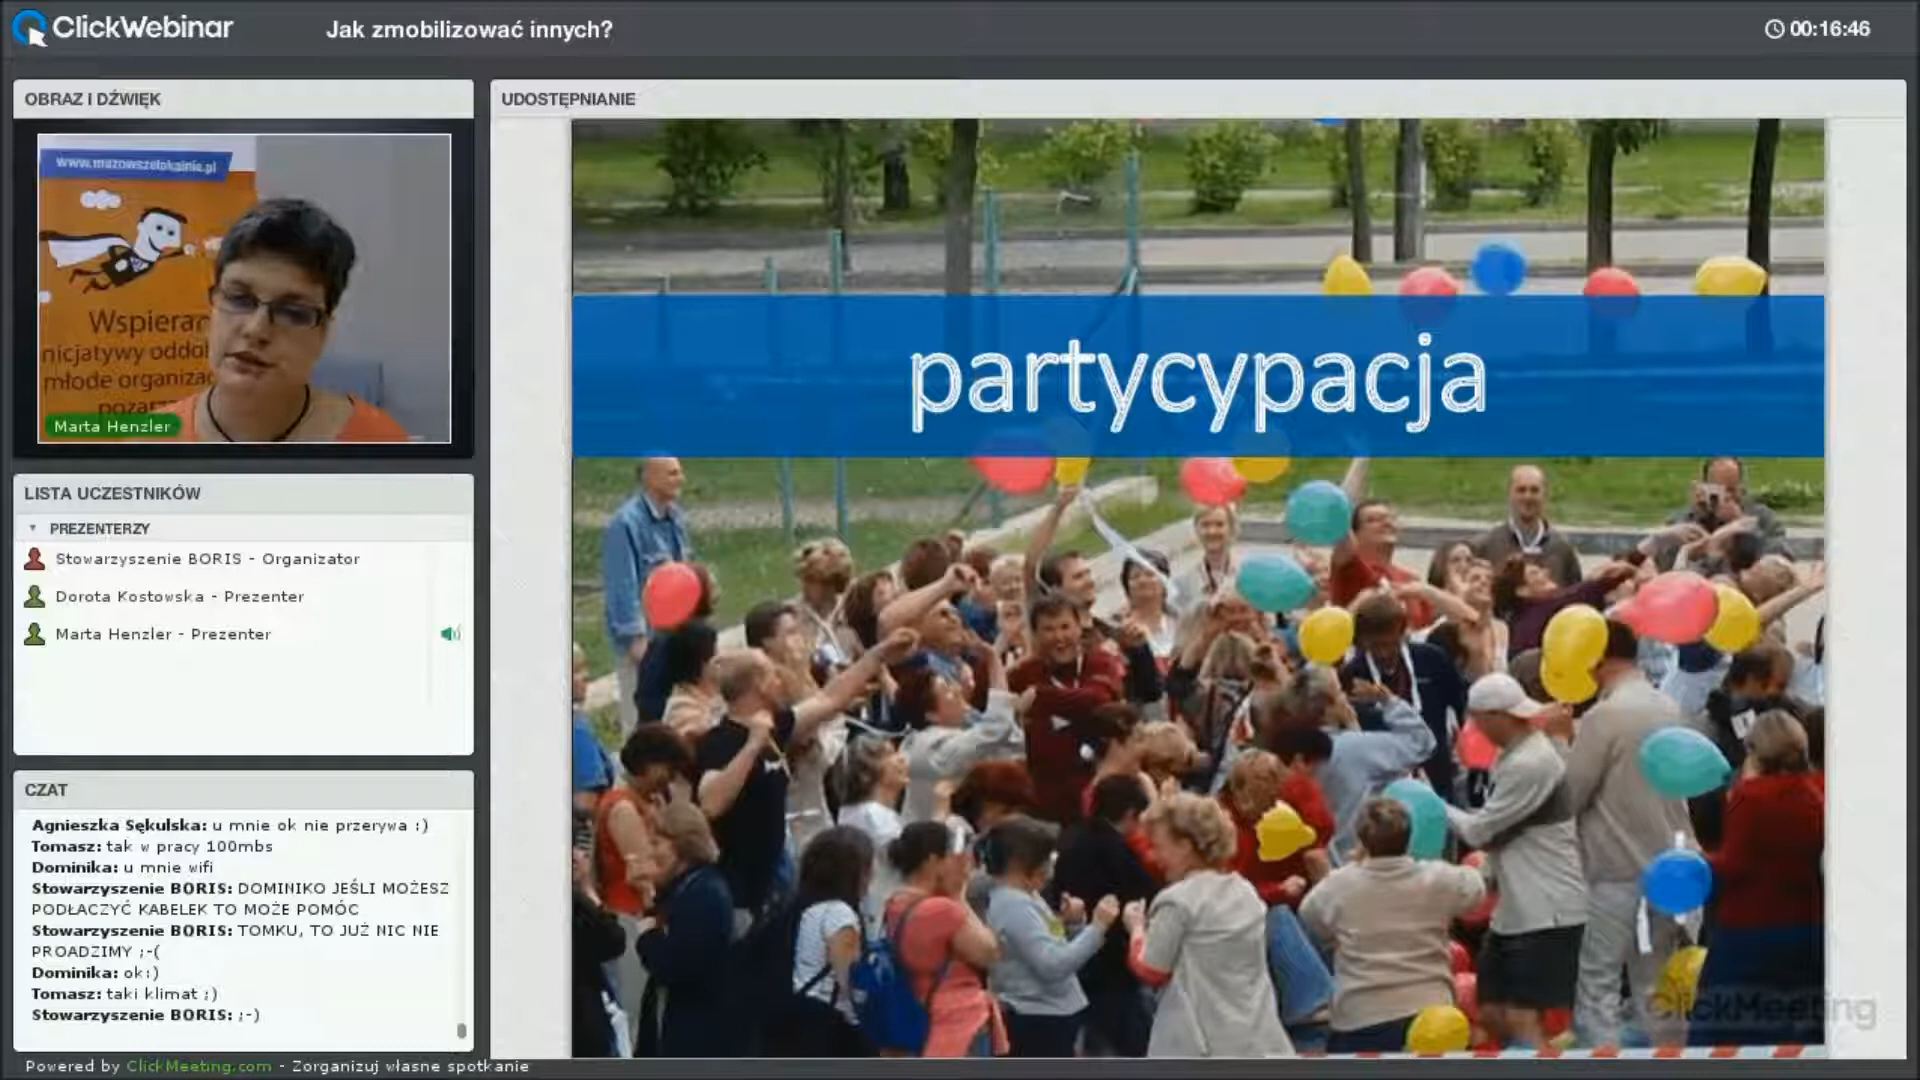 ClickWebinar
Jak zmobilizować innych?
00:16:46
OBRAZ I DŹWIĘK
www.mazowszelokalnie.pl
Wspieram
nicjatywy oddol
młode organizac
pozarz
Marta Henzler
LISTA UCZESTNIKÓW
PREZENTERZY
Stowarzyszenie BORIS - Organizator
Dorota Kostowska - Prezenter
Marta Henzler - Prezenter
CZAT
Agnieszka Sękulska: u mnie ok nie przerywa :)
Tomasz: tak w pracy 100mbs
Dominika: u mnie wifi
Stowarzyszenie BORIS: DOMINIKO JEŚLI MOŻESZ
PODŁACZYĆ KABELEK TO MOŻE POMÓC
Stowarzyszenie BORIS: TOMKU, TO JUŻ NIC NIE
PROADZIMY ;-(
Dominika: ok:)
Tomasz: taki klimat ;)
Stowarzyszenie BORIS: ;-)
Powered by ClickMeeting.com - Zorganizuj własne spotkanie
UDOSTĘPNIANIE
partycypacja
ClickMeeting